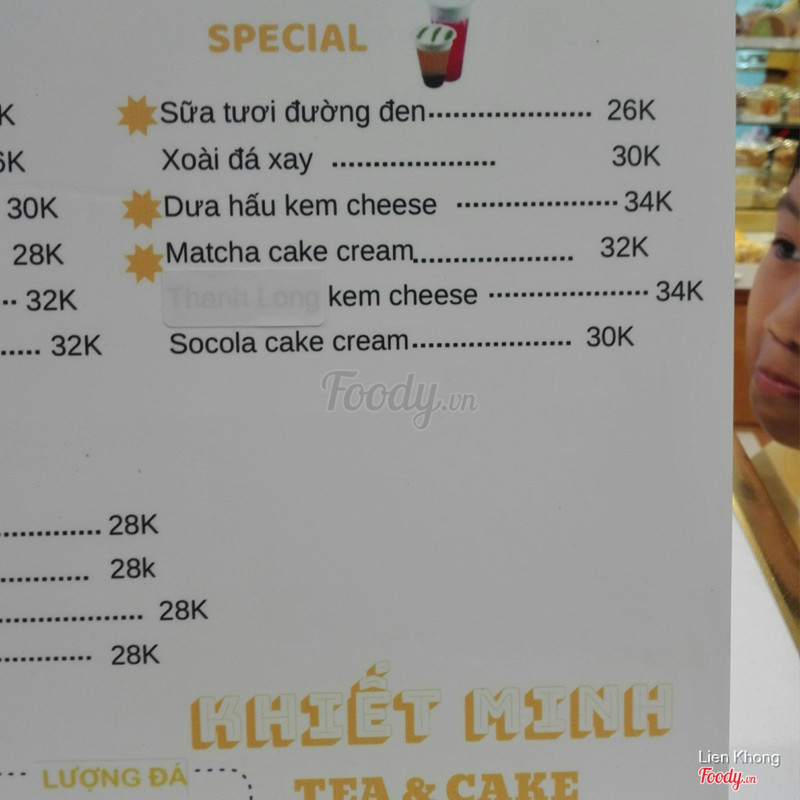 SPECIAL
K
Sữa tươi đường đen 26K
6K
Xoài đá xay 30K
30K
Dưa hấu kem cheese 34K
28K
Matcha cake cream 32K
32K
Thanh Long kem cheese 34K
32K
Socola cake cream 30K
Foody.vn
28K
28k
28K
28K
KHIẾT MINH
LƯỢNG ĐÁ
TEA & CAKE
Lien Khong
Foody.vn